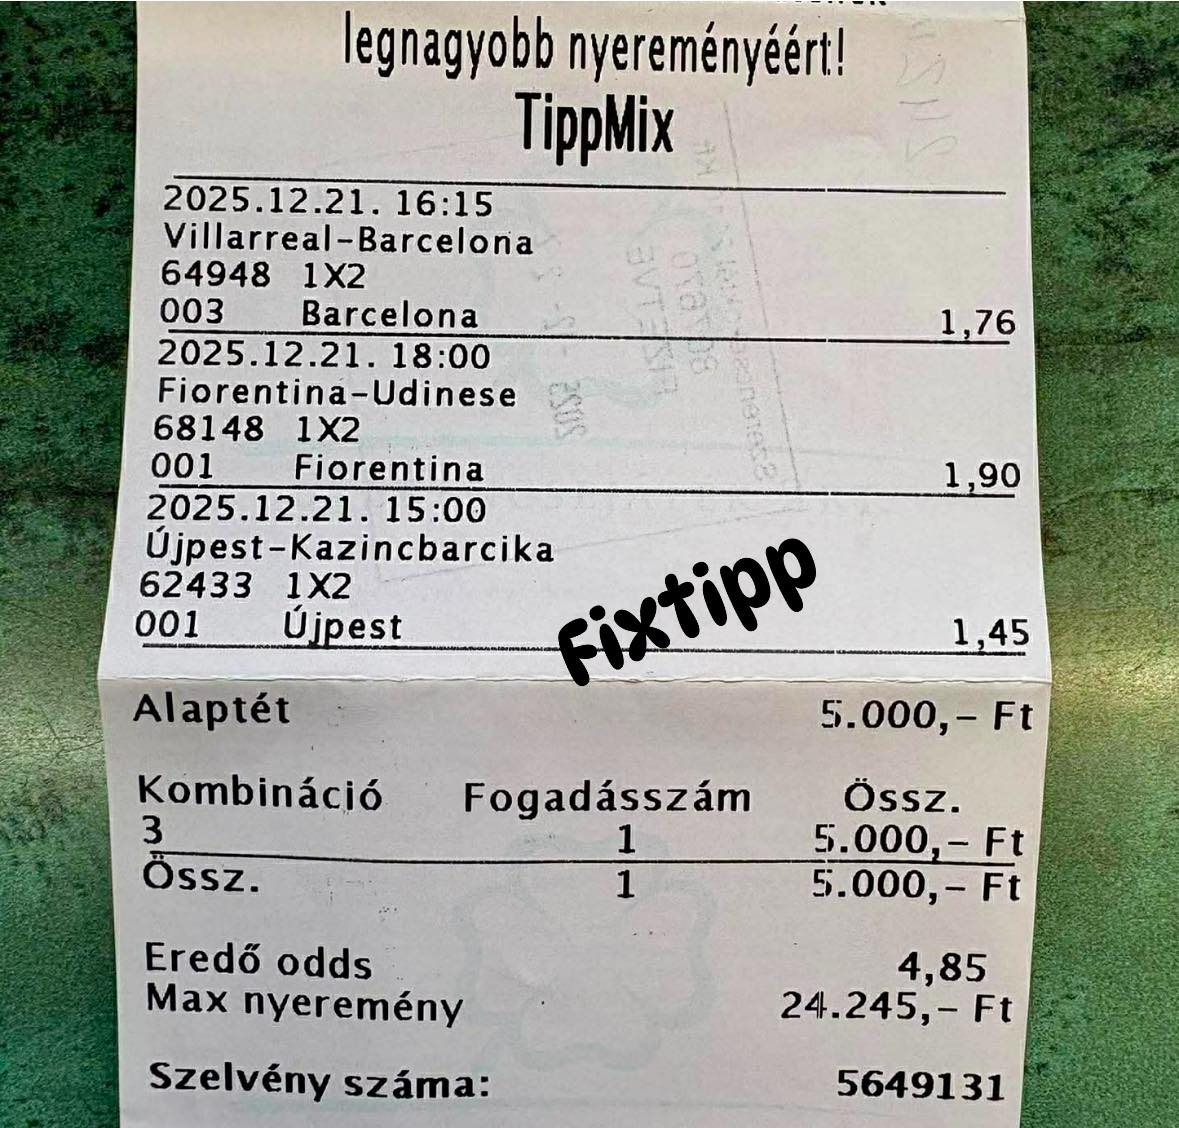 legnagyobb nyereményéért!
TippMix
2025.12.21. 16:15
Villarreal-Barcelona
64948 1X2
003 Barcelona 1,76
2025.12.21. 18:00
Fiorentina-Udinese
68148 1X2
001 Fiorentina 1,90
2025.12.21. 15:00
Újpest-Kazincbarcika
62433 1X2
001 Újpest 1,45
Fixtipp
Alaptét 5.000,- Ft
Kombináció Fogadásszám Össz.
3 1 5.000,- Ft
Össz. 1 5.000,- Ft
Eredő odds 4,85
Max nyeremény 24.245,- Ft
Szelvény száma: 5649131